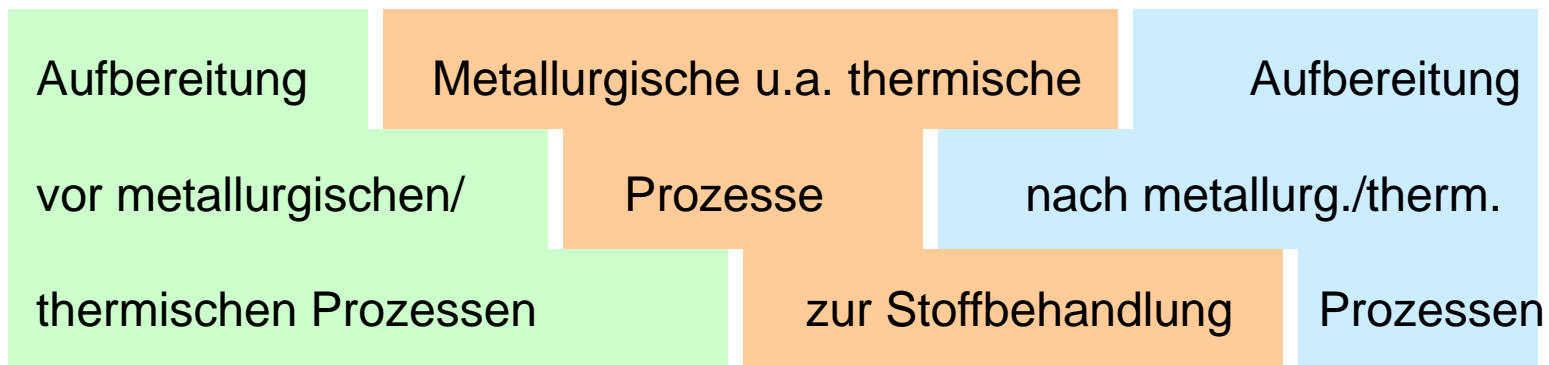 Aufbereitung
vor metallurgischen/
thermischen Prozessen
Metallurgische u.a. thermische
Prozesse
zur Stoffbehandlung
Aufbereitung
nach metallurg./therm.
Prozessen